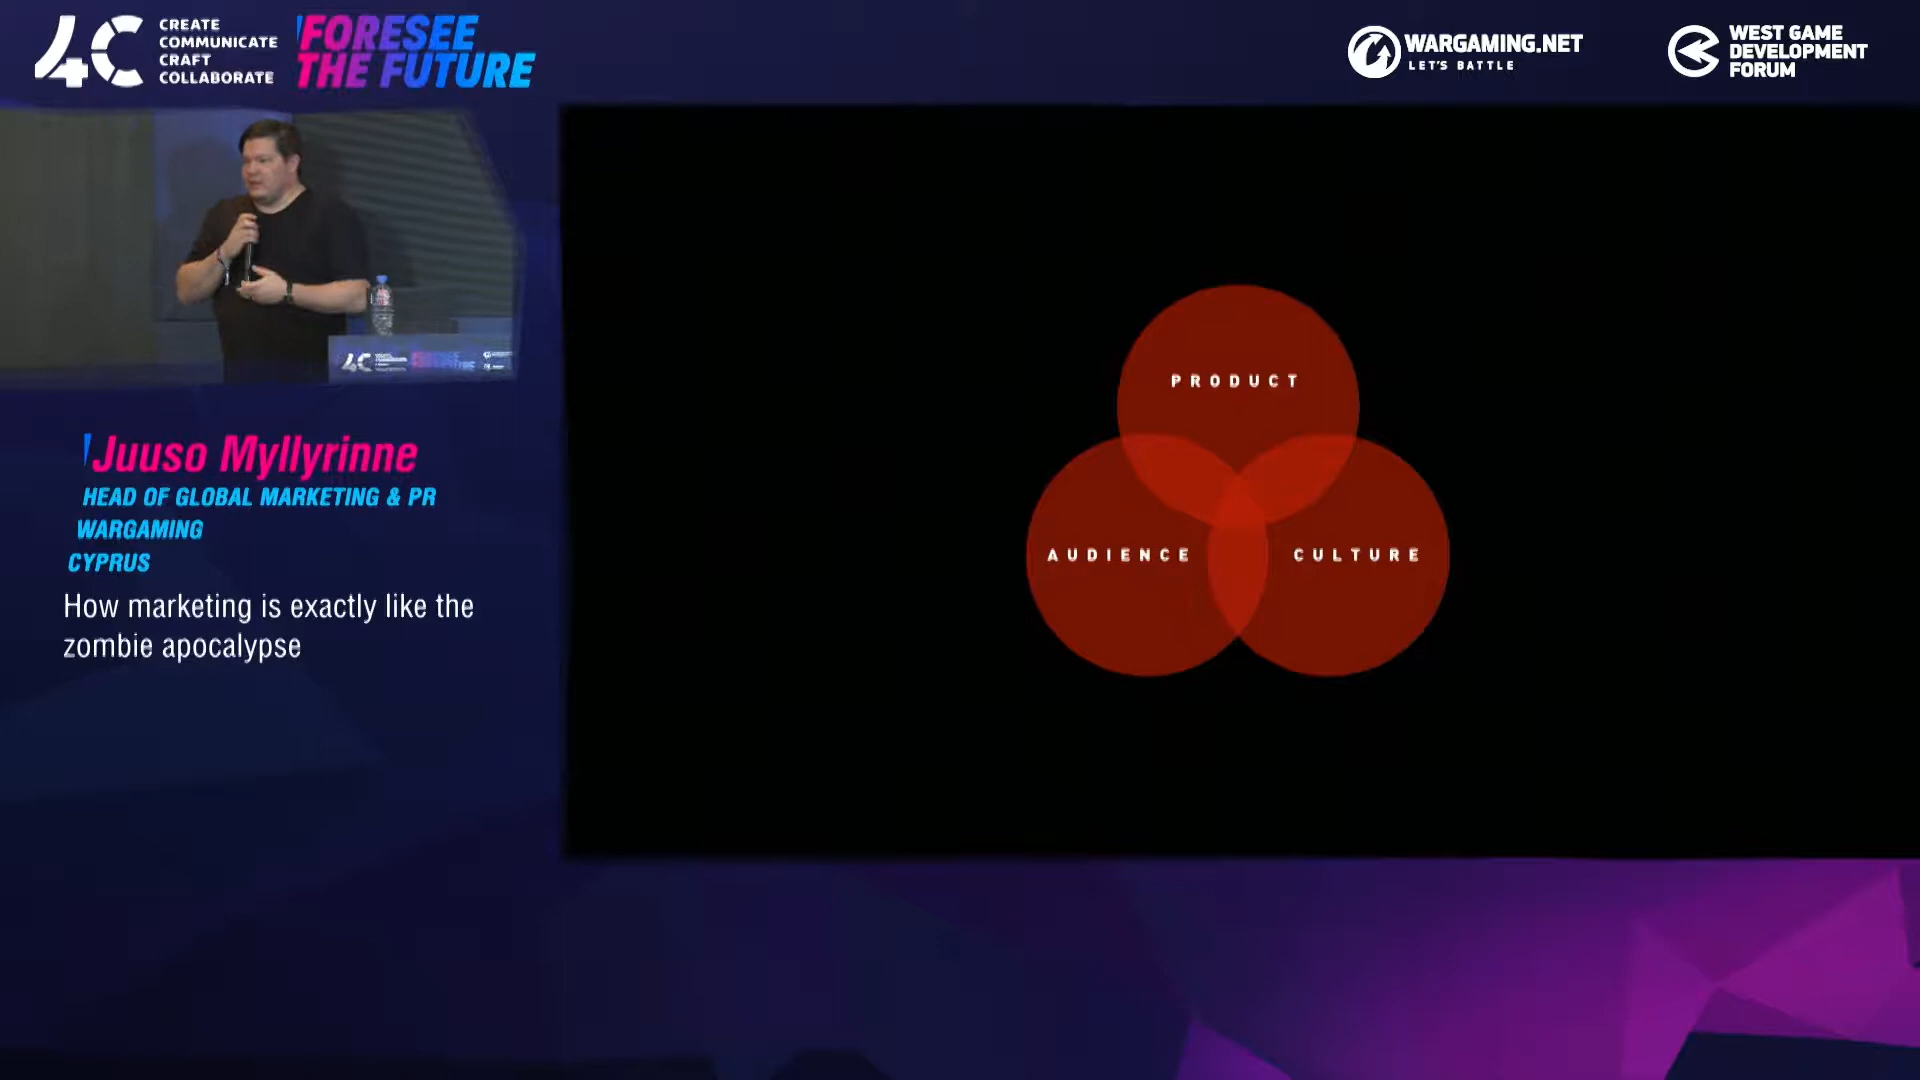 4C
CREATE
COMMUNICATE
CRAFT
COLLABORATE
FORESEE
THE FUTURE
WARGAMING.NET
LET'S BATTLE
WEST GAME
DEVELOPMENT
FORUM
4C
Juuso Myllyrinne
HEAD OF GLOBAL MARKETING & PR
WARGAMING
CYPRUS
How marketing is exactly like the
zombie apocalypse
PRODUCT
AUDIENCE
CULTURE